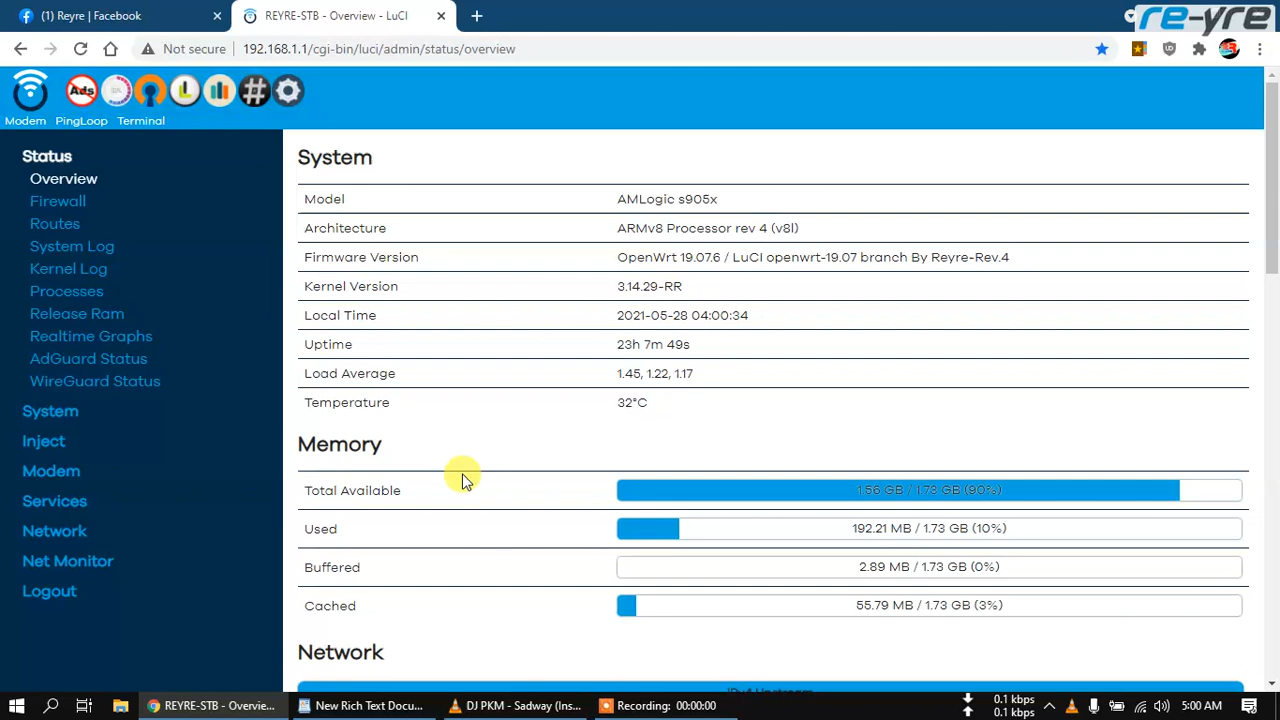 (1) Reyre | Facebook
REYRE-STB - Overview - LuCI
re-yre
Not secure
192.168.1.1/cgi-bin/luci/admin/status/overview
Ads
Modem
PingLoop
Terminal
Status
Overview
Firewall
Routes
System Log
Kernel Log
Processes
Release Ram
Realtime Graphs
AdGuard Status
WireGuard Status
System
Inject
Modem
Services
Network
Net Monitor
Logout
System
Model AMLogic s905x
Architecture ARMv8 Processor rev 4 (v8l)
Firmware Version OpenWrt 19.07.6 / LuCI openwrt-19.07 branch By Reyre-Rev.4
Kernel Version 3.14.29-RR
Local Time 2021-05-28 04:00:34
Uptime 23h 7m 49s
Load Average 1.45, 1.22, 1.17
Temperature 32°C
Memory
Total Available 1.56 GB / 1.73 GB (90%)
Used 192.21 MB / 1.73 GB (10%)
Buffered 2.89 MB / 1.73 GB (0%)
Cached 55.79 MB / 1.73 GB (3%)
Network
IPv4 Upstream
REYRE-STB - Overvie...
New Rich Text Docu...
DJ PKM - Sadway (Ins...
Recording: 00:00:00
0.1 kbps
0.1 kbps
5:00 AM